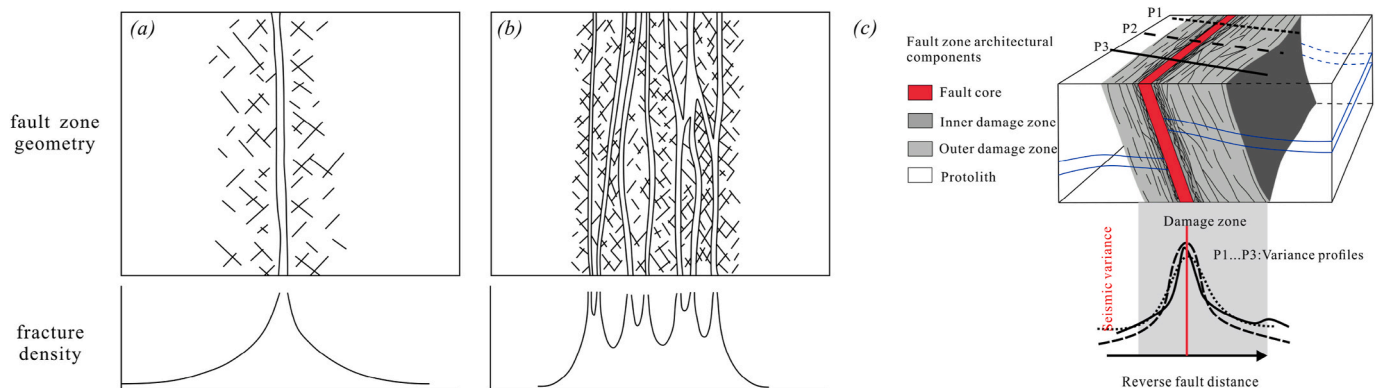 (a)
(b)
(c)
fault zone
geometry
fracture
density
Fault zone architectural
components
Fault core
Inner damage zone
Outer damage zone
Protolith
P1
P2
P3
Damage zone
P1...P3:Variance profiles
Seismic variance
Reverse fault distance